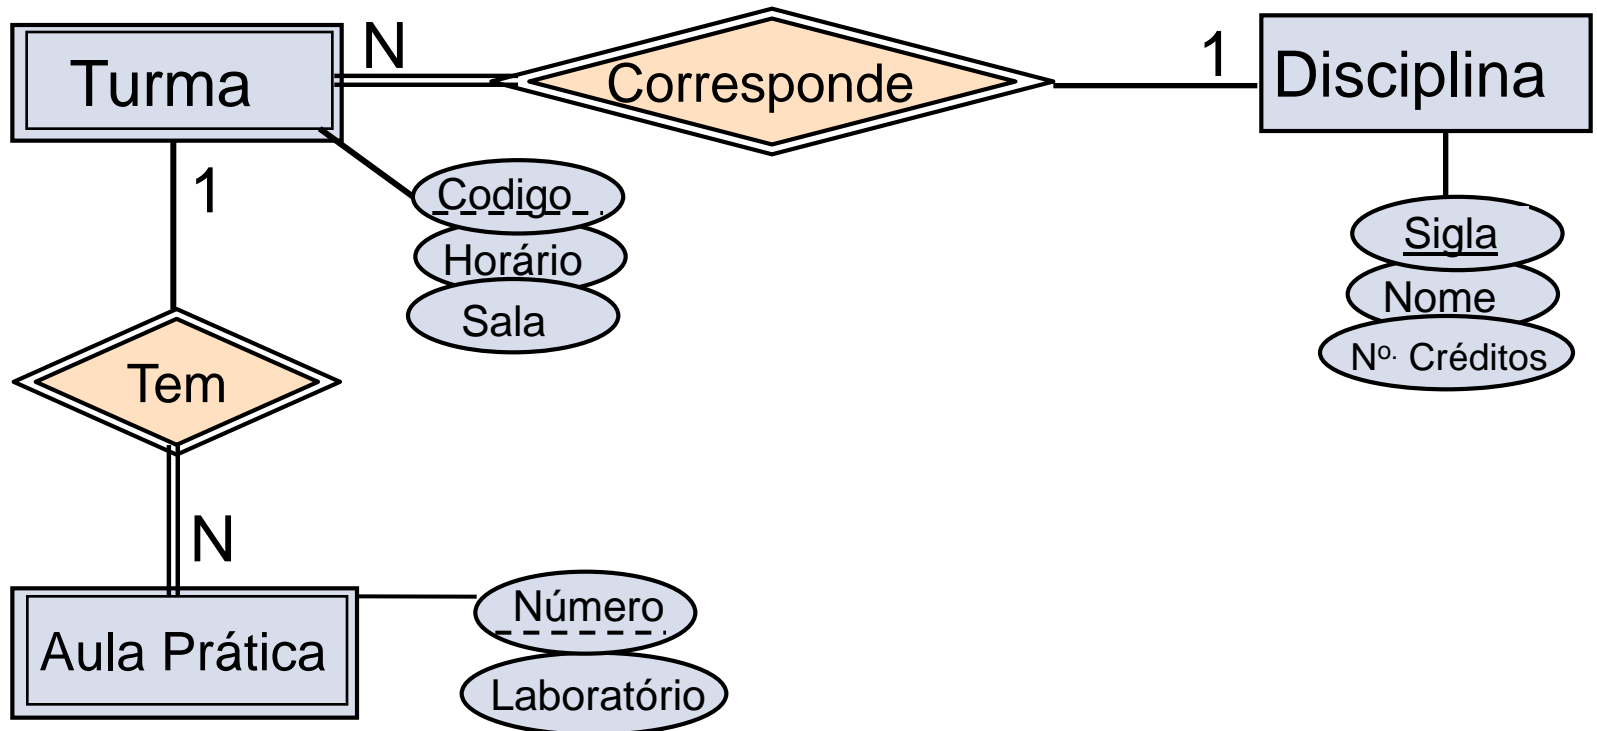 Turma
N
Corresponde
1
Disciplina
1
Codigo
Horário
Sala
Sigla
Nome
Nº. Créditos
Tem
N
Aula Prática
Número
Laboratório